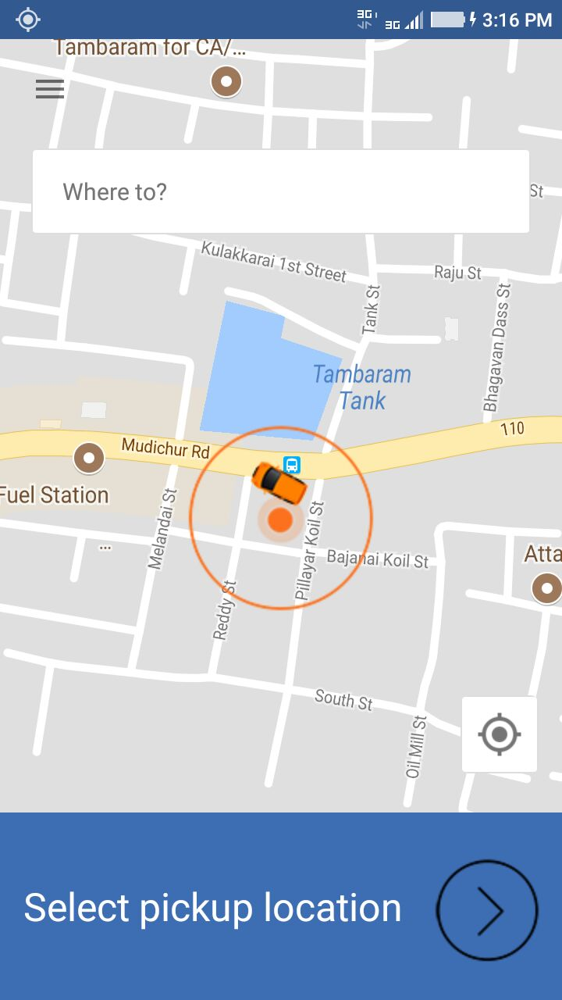 3G
3G
3:16 PM
Tambaram for CA/...
Where to?
St
Kulakkarai 1st Street
Raju St
Tank St
Bhagavan Dass St
Tambaram
Tank
110
Mudichur Rd
Fuel Station
Melandai St
...
Pillayar Koil St
Bajanai Koil St
Atta
Reddy St
South St
Oil Mill St
Select pickup location